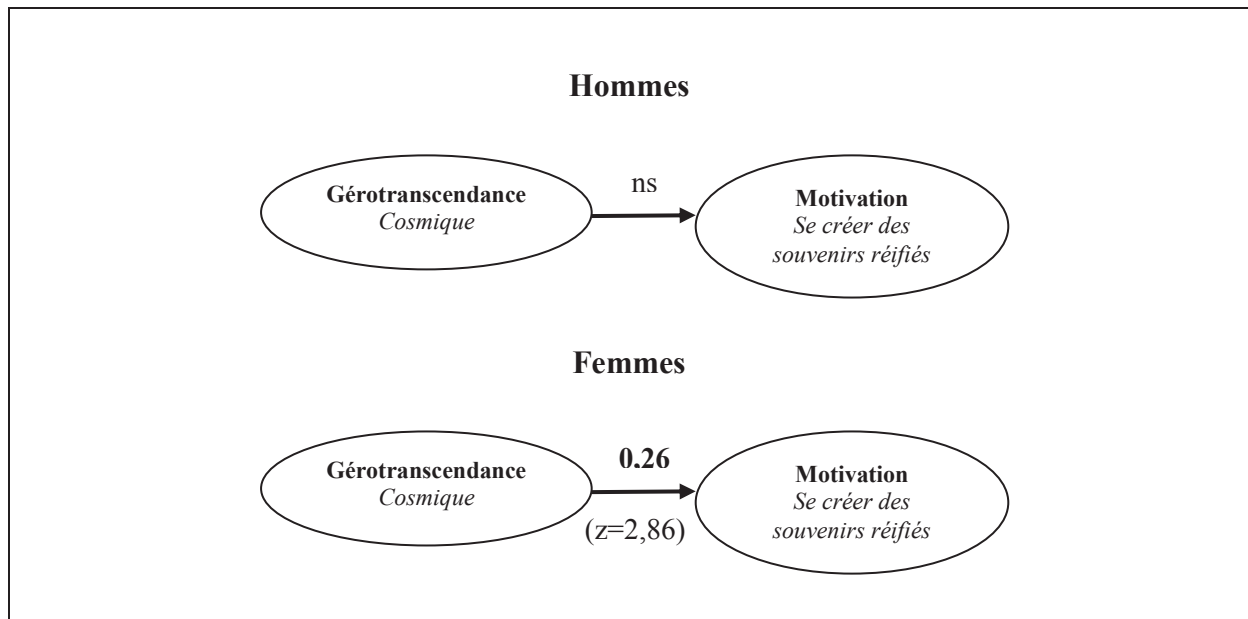 Hommes
Gérotranscendance
Cosmique
ns
Motivation
Se créer des
souvenirs réifiés
Femmes
Gérotranscendance
Cosmique
0,26
(z=2,86)
Motivation
Se créer des
souvenirs réifiés